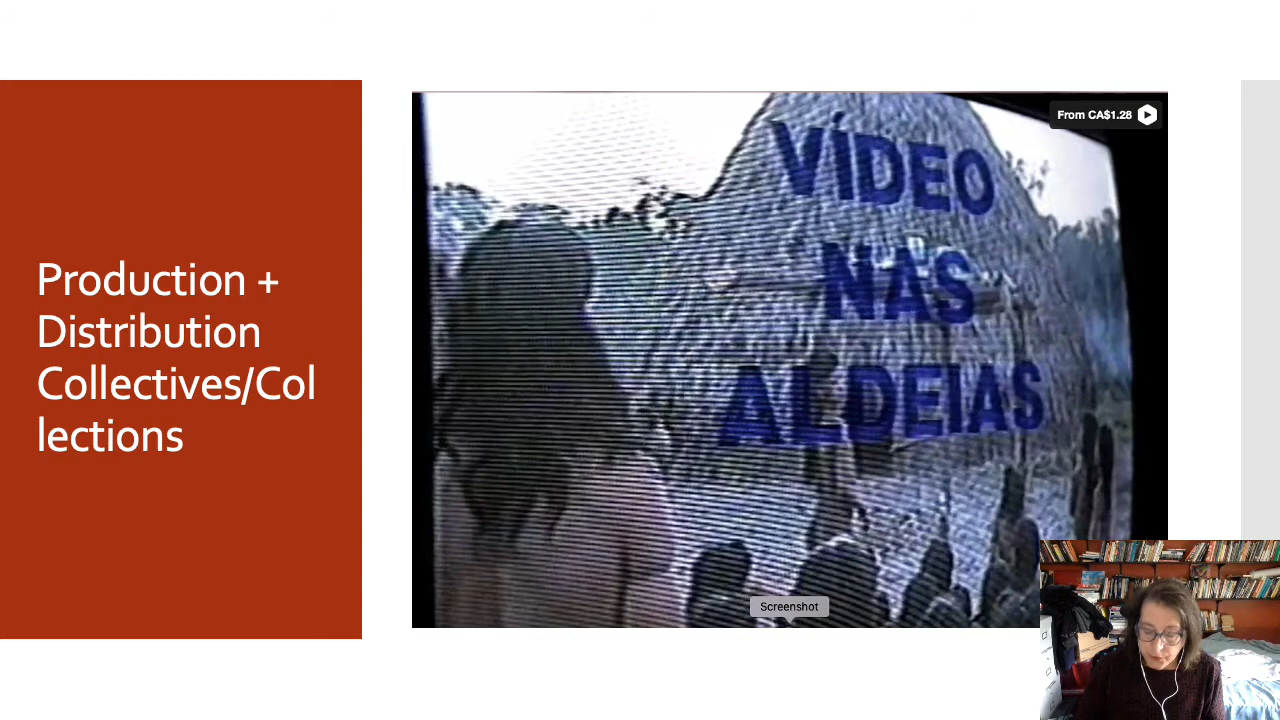 Production +
Distribution
Collectives/Col
lections
From CA$1.28
VÍDEO
NAS
ALDEIAS
Screenshot